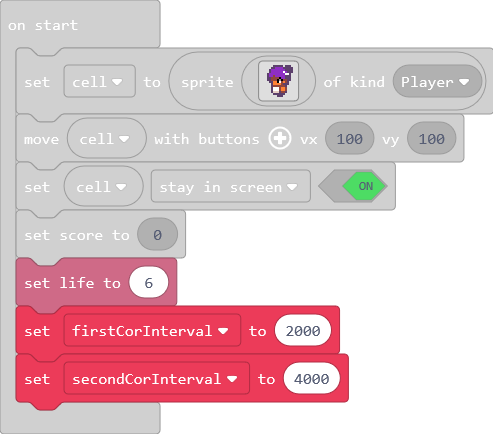 on start
set cell to sprite of kind Player
move cell with buttons vx 100 vy 100
set cell stay in screen ON
set score to 0
set life to 6
set firstCorInterval to 2000
set secondCorInterval to 4000